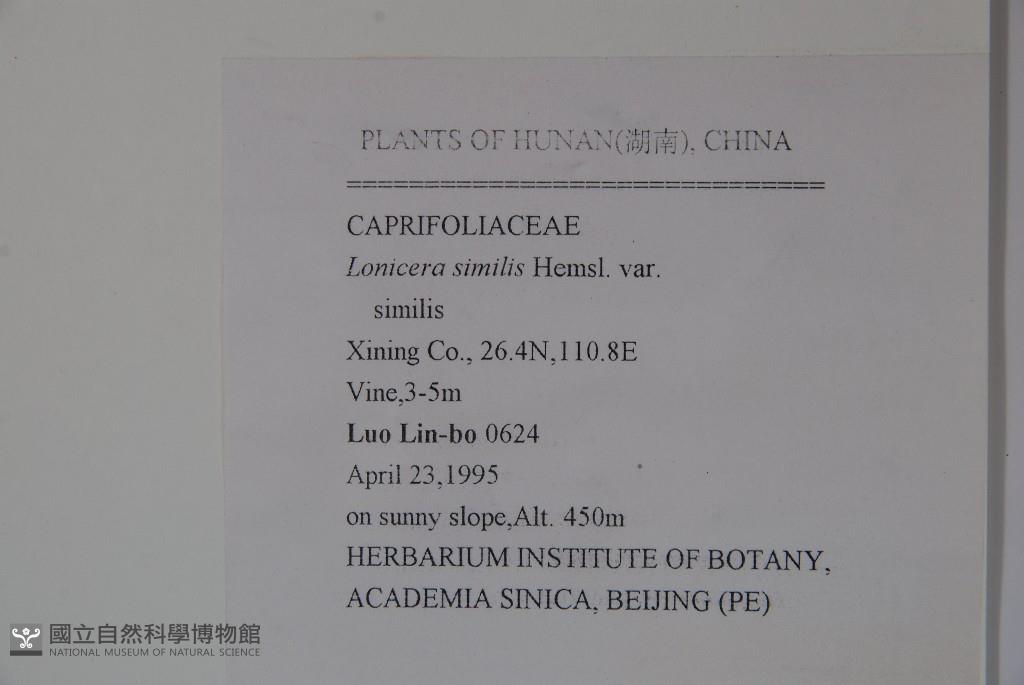 PLANTS OF HUNAN(湖南), CHINA
===============================
CAPRIFOLIACEAE
Lonicera similis Hemsl. var.
similis
Xining Co., 26.4N,110.8E
Vine,3-5m
Luo Lin-bo 0624
April 23,1995
on sunny slope,Alt. 450m
HERBARIUM INSTITUTE OF BOTANY,
ACADEMIA SINICA, BEIJING (PE)
國立自然科學博物館
NATIONAL MUSEUM OF NATURAL SCIENCE